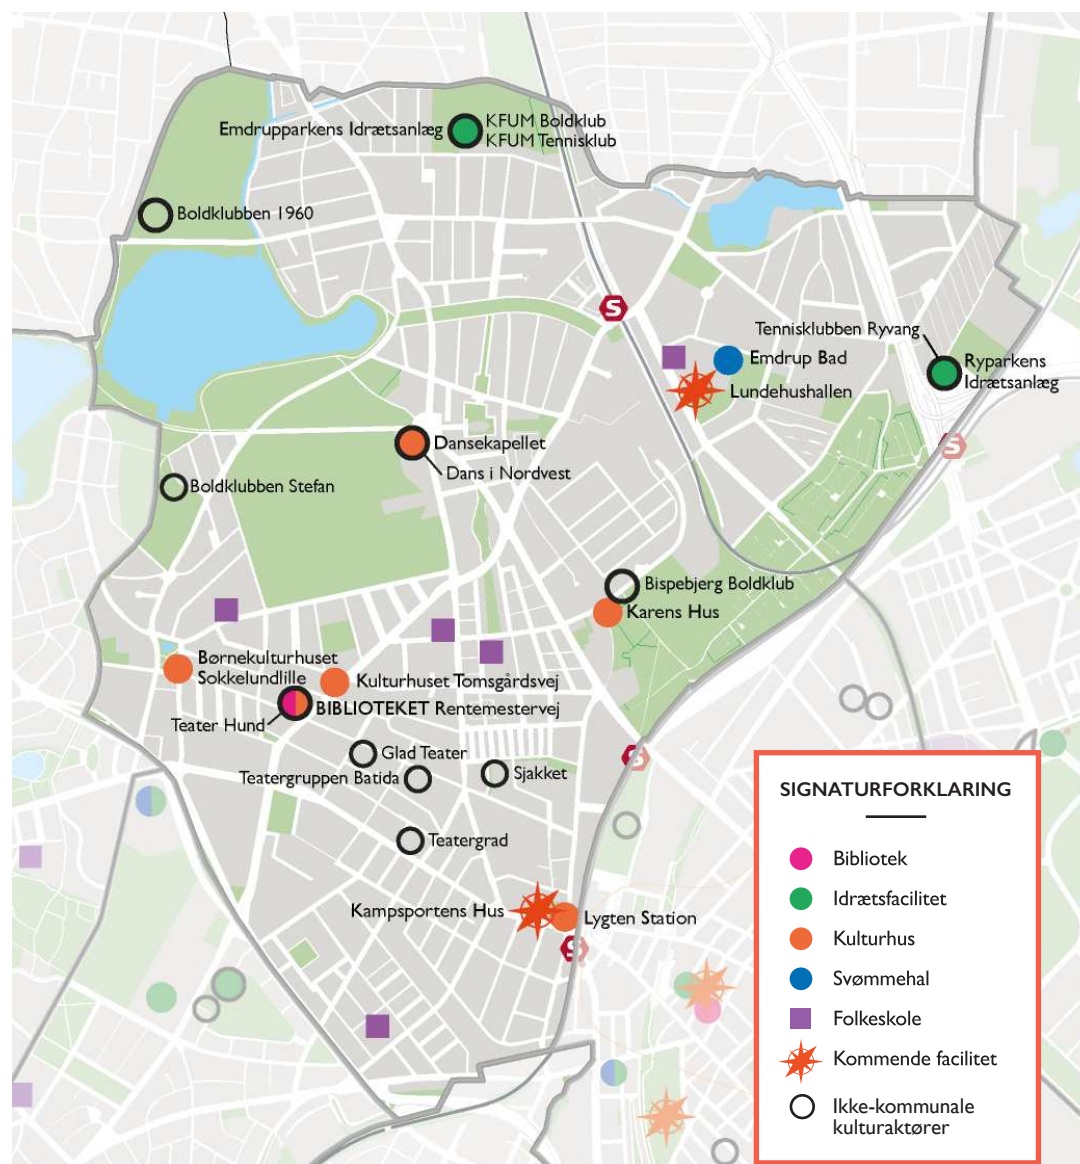 Emdrupparkens Idrætsanlæg
KFUM Boldklub
KFUM Tennisklub
Boldklubben 1960
S
Tennisklubben Ryvang
Emdrup Bad
Ryparkens
Idrætsanlæg
Lundehushallen
Dansekapellet
S
Dans i Nordvest
Boldklubben Stefan
Bispebjerg Boldklub
Karens Hus
Børnekulturhuset
Sokkelundlille
Kulturhuset Tomsgårdsvej
BIBLIOTEKET Rentemestervej
Teater Hund
Glad Teater
S
Teatergruppen Batida
Sjakket
Teatergrad
Kampsportens Hus
Lygten Station
S
SIGNATURFORKLARING
Bibliotek
Idrætsfacilitet
Kulturhus
Svømmehal
Folkeskole
Kommende facilitet
Ikke-kommunale
kulturaktører